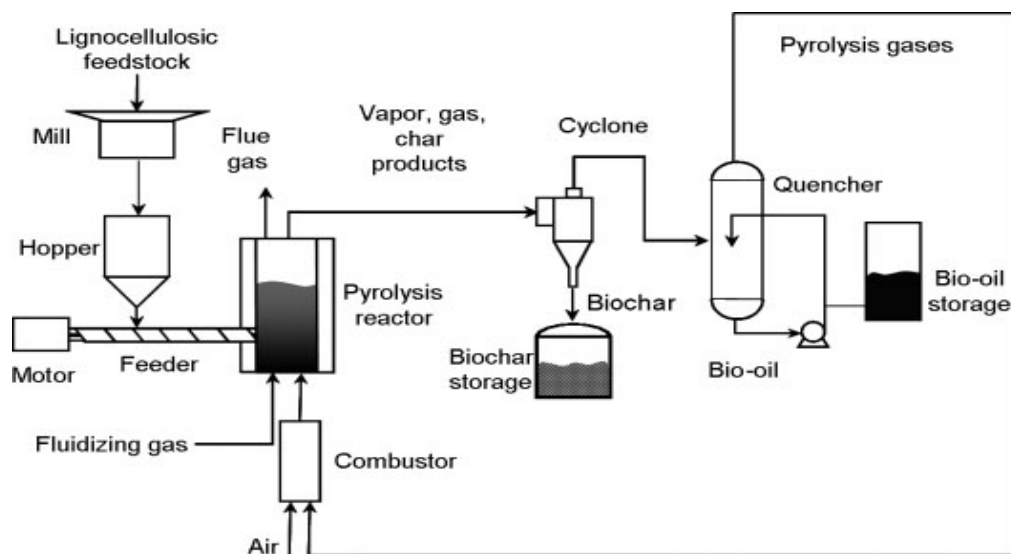 Lignocellulosic
feedstock
Mill
Hopper
Motor
Feeder
Flue
gas
Pyrolysis
reactor
Fluidizing gas
Combustor
Air
Vapor, gas,
char
products
Cyclone
Biochar
Biochar
storage
Pyrolysis gases
Quencher
Bio-oil
Bio-oil
storage